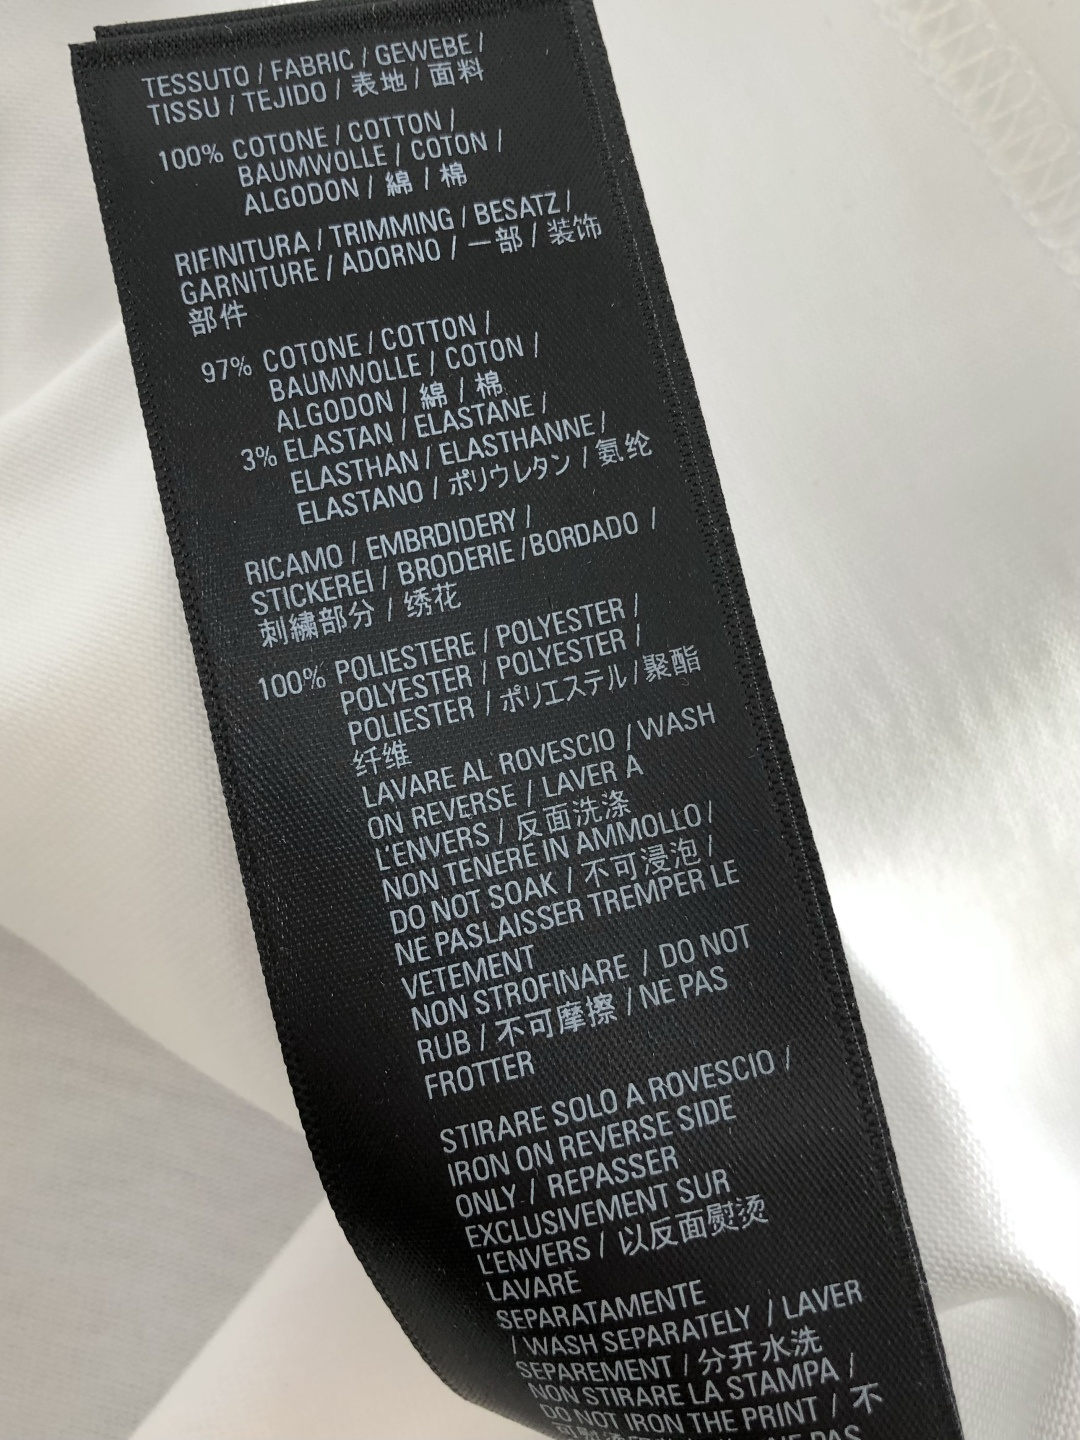 TESSUTO / FABRIC / GEWEBE /
TISSU / TEJIDO / 表地 / 面料
100% COTONE / COTTON /
BAUMWOLLE / COTON /
ALGODON / 綿 / 棉
RIFINITURA / TRIMMING / BESATZ /
GARNITURE / ADORNO / 一部 / 装饰
部件
97% COTONE / COTTON /
BAUMWOLLE / COTON /
ALGODON / 綿 / 棉
3% ELASTAN / ELASTANE /
ELASTHAN / ELASTHANNE /
ELASTANO / ポリウレタン / 氨纶
RICAMO / EMBRDIDERY /
STICKEREI / BRODERIE /BORDADO /
刺繍部分 / 绣花
100% POLIESTERE / POLYESTER /
POLYESTER / POLYESTER /
POLIESTER / ポリエステル / 聚酯
纤维
LAVARE AL ROVESCIO / WASH
ON REVERSE / LAVER A
L'ENVERS / 反面洗涤
NON TENERE IN AMMOLLO /
DO NOT SOAK / 不可浸泡 /
NE PASLAISSER TREMPER LE
VETEMENT
NON STROFINARE / DO NOT
RUB / 不可摩擦 / NE PAS
FROTTER
STIRARE SOLO A ROVESCIO /
IRON ON REVERSE SIDE
ONLY / REPASSER
EXCLUSIVEMENT SUR
L'ENVERS / 以反面熨烫
LAVARE
SEPARATAMENTE
/ WASH SEPARATELY / LAVER
SEPAREMENT / 分开水洗
NON STIRARE LA STAMPA /
DO NOT IRON THE PRINT / 不
NE PAS